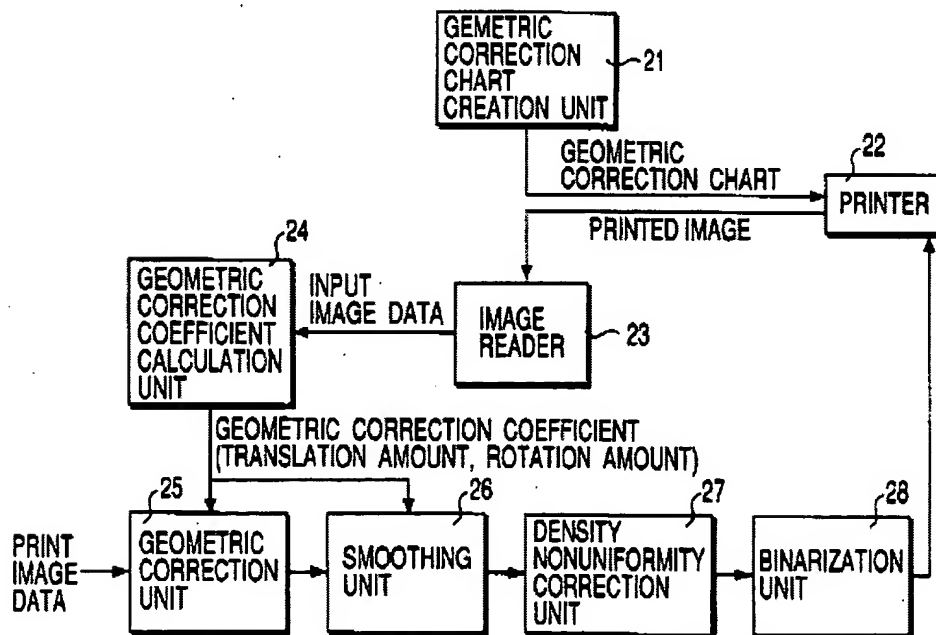 GEMETRIC
CORRECTION
CHART
CREATION UNIT
21
GEOMETRIC
CORRECTION CHART
22
PRINTER
PRINTED IMAGE
24
GEOMETRIC
CORRECTION
COEFFICIENT
CALCULATION
UNIT
INPUT
IMAGE DATA
IMAGE
READER
23
GEOMETRIC CORRECTION COEFFICIENT
(TRANSLATION AMOUNT, ROTATION AMOUNT)
PRINT
IMAGE
DATA
25
GEOMETRIC
CORRECTION
UNIT
26
SMOOTHING
UNIT
27
DENSITY
NONUNIFORMITY
CORRECTION
UNIT
28
BINARIZATION
UNIT